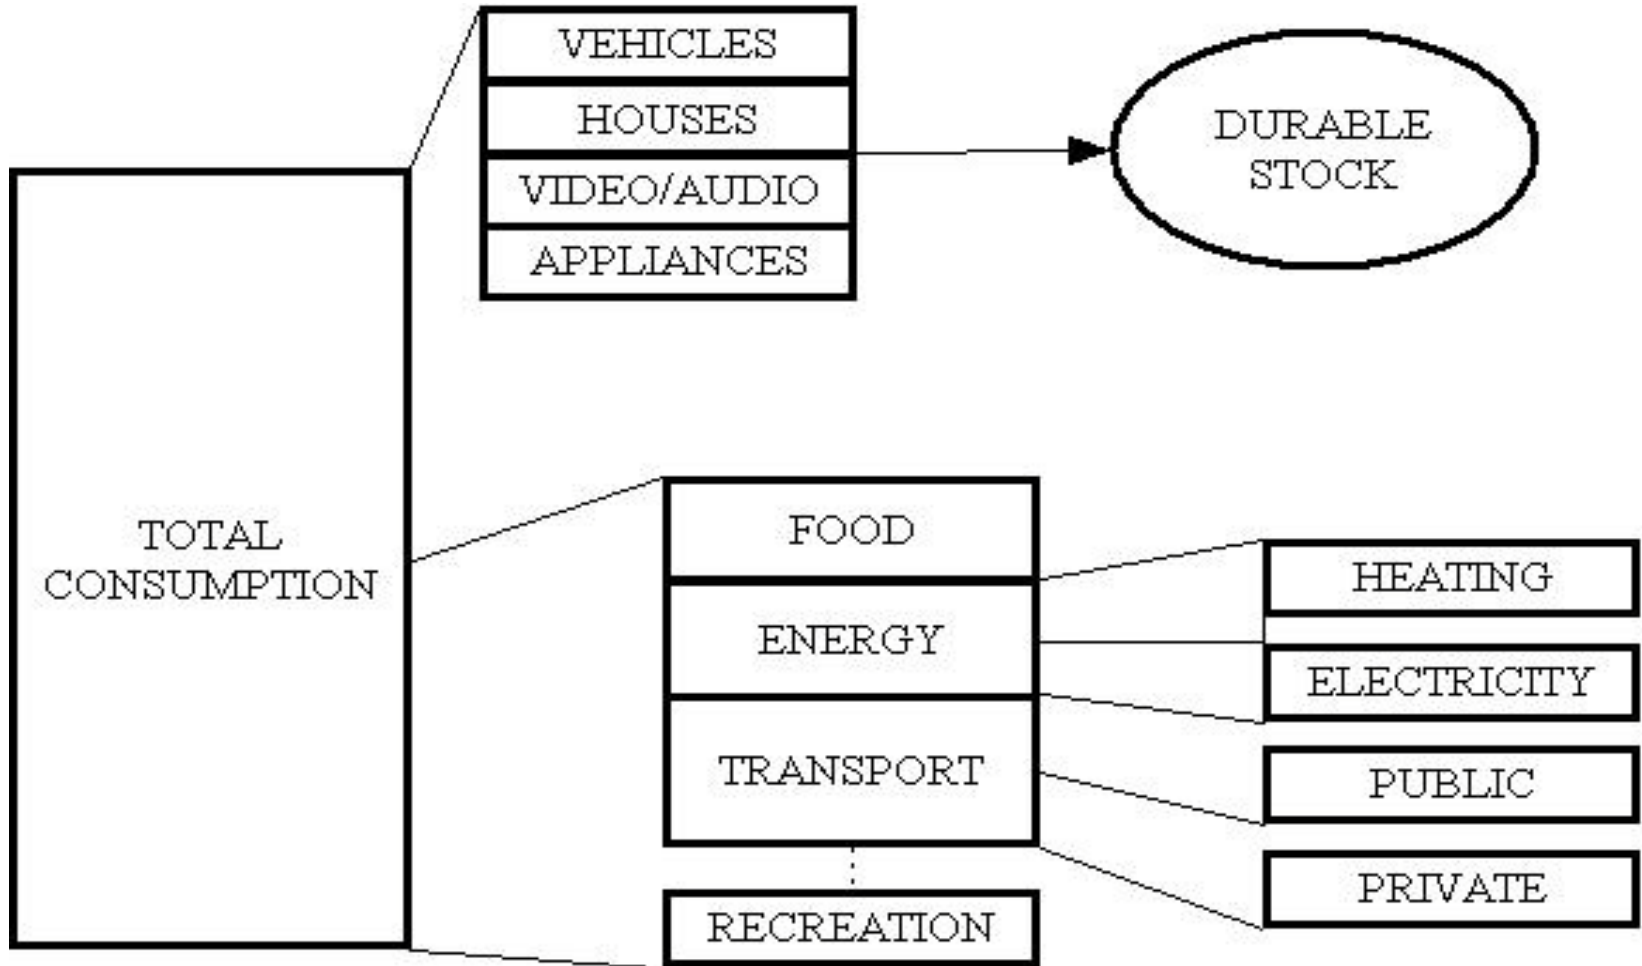 VEHICLES
HOUSES
VIDEO/AUDIO
APPLIANCES
DURABLE
STOCK
TOTAL
CONSUMPTION
FOOD
ENERGY
TRANSPORT
RECREATION
HEATING
ELECTRICITY
PUBLIC
PRIVATE